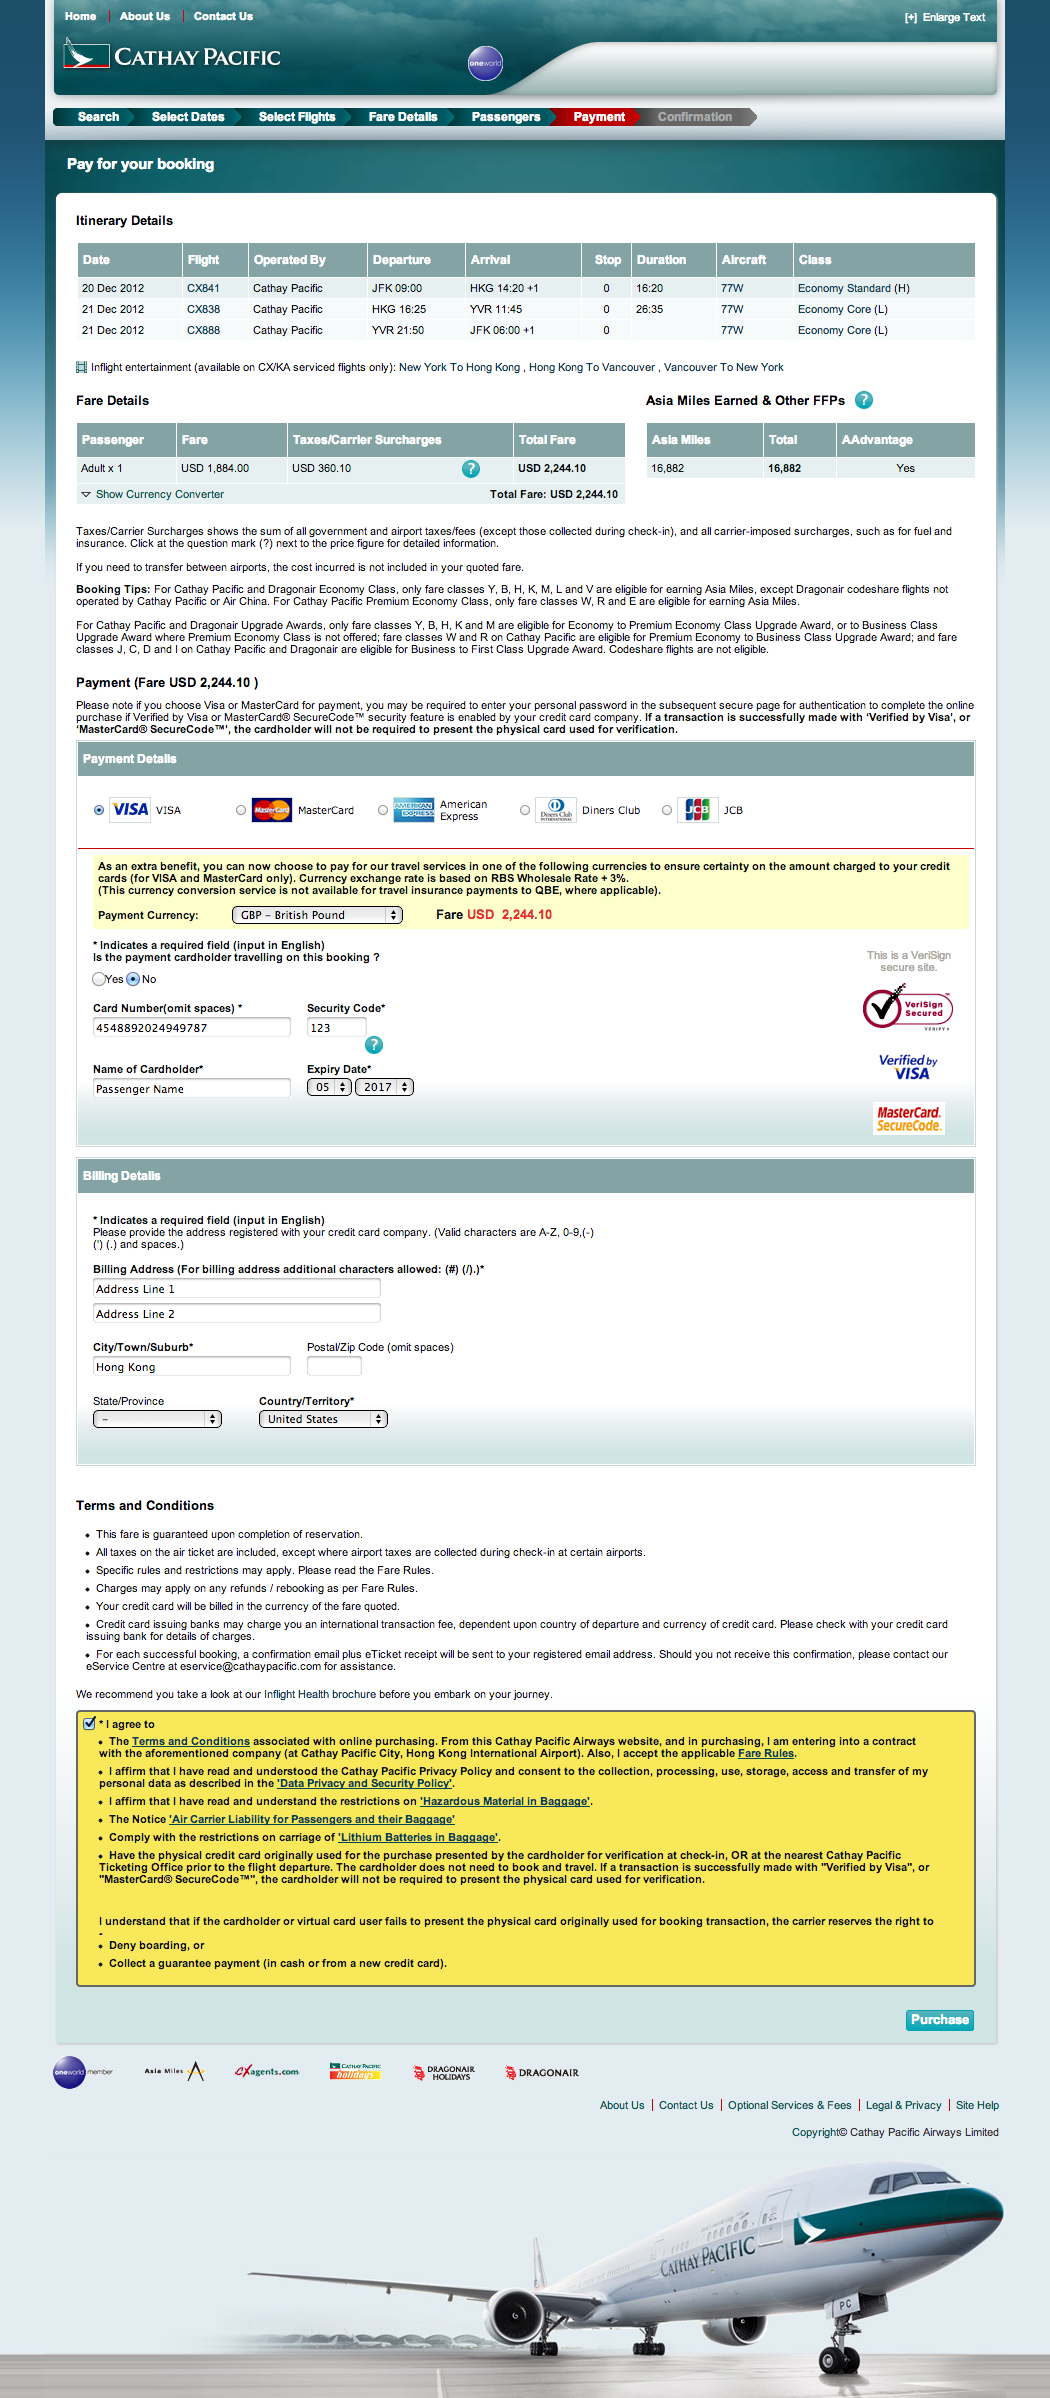 Home About Us Contact Us [+] Enlarge Text
CATHAY PACIFIC oneworld
Search Select Dates Select Flights Fare Details Passengers Payment Confirmation
Pay for your booking
Itinerary Details
Date Flight Operated By Departure Arrival Stop Duration Aircraft Class
20 Dec 2012 CX841 Cathay Pacific JFK 09:00 HKG 14:20 +1 0 16:20 77W Economy Standard (H)
21 Dec 2012 CX838 Cathay Pacific HKG 16:25 YVR 11:45 0 26:35 77W Economy Core (L)
21 Dec 2012 CX888 Cathay Pacific YVR 21:50 JFK 06:00 +1 0 77W Economy Core (L)
Inflight entertainment (available on CX/KA serviced flights only): New York To Hong Kong , Hong Kong To Vancouver , Vancouver To New York
Fare Details
Passenger Fare Taxes/Carrier Surcharges Total Fare
Adult x 1 USD 1,884.00 USD 360.10 ? USD 2,244.10
Show Currency Converter Total Fare: USD 2,244.10
Asia Miles Earned & Other FFPs ?
Asia Miles Total AAdvantage
16,882 16,882 Yes
Taxes/Carrier Surcharges shows the sum of all government and airport taxes/fees (except those collected during check-in), and all carrier-imposed surcharges, such as for fuel and
insurance. Click at the question mark (?) next to the price figure for detailed information.
If you need to transfer between airports, the cost incurred is not included in your quoted fare.
Booking Tips: For Cathay Pacific and Dragonair Economy Class, only fare classes Y, B, H, K, M, L and V are eligible for earning Asia Miles, except Dragonair codeshare flights not
operated by Cathay Pacific or Air China. For Cathay Pacific Premium Economy Class, only fare classes W, R and E are eligible for earning Asia Miles.
For Cathay Pacific and Dragonair Upgrade Awards, only fare classes Y, B, H, K and M are eligible for Economy to Premium Economy Class Upgrade Award, or to Business Class
Upgrade Award where Premium Economy Class is not offered; fare classes W and R on Cathay Pacific are eligible for Premium Economy to Business Class Upgrade Award; and fare
classes J, C, D and I on Cathay Pacific and Dragonair are eligible for Business to First Class Upgrade Award. Codeshare flights are not eligible.
Payment (Fare USD 2,244.10 )
Please note if you choose Visa or MasterCard for payment, you may be required to enter your personal password in the subsequent secure page for authentication to complete the online
purchase if Verified by Visa or MasterCard® SecureCode™ security feature is enabled by your credit card company. If a transaction is successfully made with 'Verified by Visa', or
'MasterCard® SecureCode™', the cardholder will not be required to present the physical card used for verification.
Payment Details
VISA VISA MasterCard MasterCard AMERICAN EXPRESS American Express Diners Club INTERNATIONAL Diners Club JCB JCB
As an extra benefit, you can now choose to pay for our travel services in one of the following currencies to ensure certainty on the amount charged to your credit
cards (for VISA and MasterCard only). Currency exchange rate is based on RBS Wholesale Rate + 3%.
(This currency conversion service is not available for travel insurance payments to QBE, where applicable).
Payment Currency: GBP - British Pound Fare USD 2,244.10
* Indicates a required field (input in English)
Is the payment cardholder travelling on this booking ?
Yes No
Card Number(omit spaces) * Security Code*
4548892024949787 123
?
Name of Cardholder* Expiry Date*
Passenger Name 05 2017
This is a VeriSign
secure site.
VeriSign
Secured
VERIFY
Verified by
VISA
MasterCard.
SecureCode.
Billing Details
* Indicates a required field (input in English)
Please provide the address registered with your credit card company. (Valid characters are A-Z, 0-9,(-)
(') (.) and spaces.)
Billing Address (For billing address additional characters allowed: (#) (/).)*
Address Line 1
Address Line 2
City/Town/Suburb* Postal/Zip Code (omit spaces)
Hong Kong
State/Province Country/Territory*
- United States
Terms and Conditions
• This fare is guaranteed upon completion of reservation.
• All taxes on the air ticket are included, except where airport taxes are collected during check-in at certain airports.
• Specific rules and restrictions may apply. Please read the Fare Rules.
• Charges may apply on any refunds / rebooking as per Fare Rules.
• Your credit card will be billed in the currency of the fare quoted.
• Credit card issuing banks may charge you an international transaction fee, dependent upon country of departure and currency of credit card. Please check with your credit card
issuing bank for details of charges.
• For each successful booking, a confirmation email plus eTicket receipt will be sent to your registered email address. Should you not receive this confirmation, please contact our
eService Centre at eservice@cathaypacific.com for assistance.
We recommend you take a look at our Inflight Health brochure before you embark on your journey.
* I agree to
• The Terms and Conditions associated with online purchasing. From this Cathay Pacific Airways website, and in purchasing, I am entering into a contract
with the aforementioned company (at Cathay Pacific City, Hong Kong International Airport). Also, I accept the applicable Fare Rules.
• I affirm that I have read and understood the Cathay Pacific Privacy Policy and consent to the collection, processing, use, storage, access and transfer of my
personal data as described in the 'Data Privacy and Security Policy'.
• I affirm that I have read and understand the restrictions on 'Hazardous Material in Baggage'.
• The Notice 'Air Carrier Liability for Passengers and their Baggage'
• Comply with the restrictions on carriage of 'Lithium Batteries in Baggage'.
• Have the physical credit card originally used for the purchase presented by the cardholder for verification at check-in, OR at the nearest Cathay Pacific
Ticketing Office prior to the flight departure. The cardholder does not need to book and travel. If a transaction is successfully made with "Verified by Visa", or
"MasterCard® SecureCode™", the cardholder will not be required to present the physical card used for verification.
I understand that if the cardholder or virtual card user fails to present the physical card originally used for booking transaction, the carrier reserves the right to
-
• Deny boarding, or
• Collect a guarantee payment (in cash or from a new credit card).
Purchase
oneworld member Asia Miles CXagents.com CATHAY PACIFIC holidays DRAGONAIR HOLIDAYS DRAGONAIR
About Us | Contact Us | Optional Services & Fees | Legal & Privacy | Site Help
Copyright© Cathay Pacific Airways Limited
CATHAY PACIFIC
PC